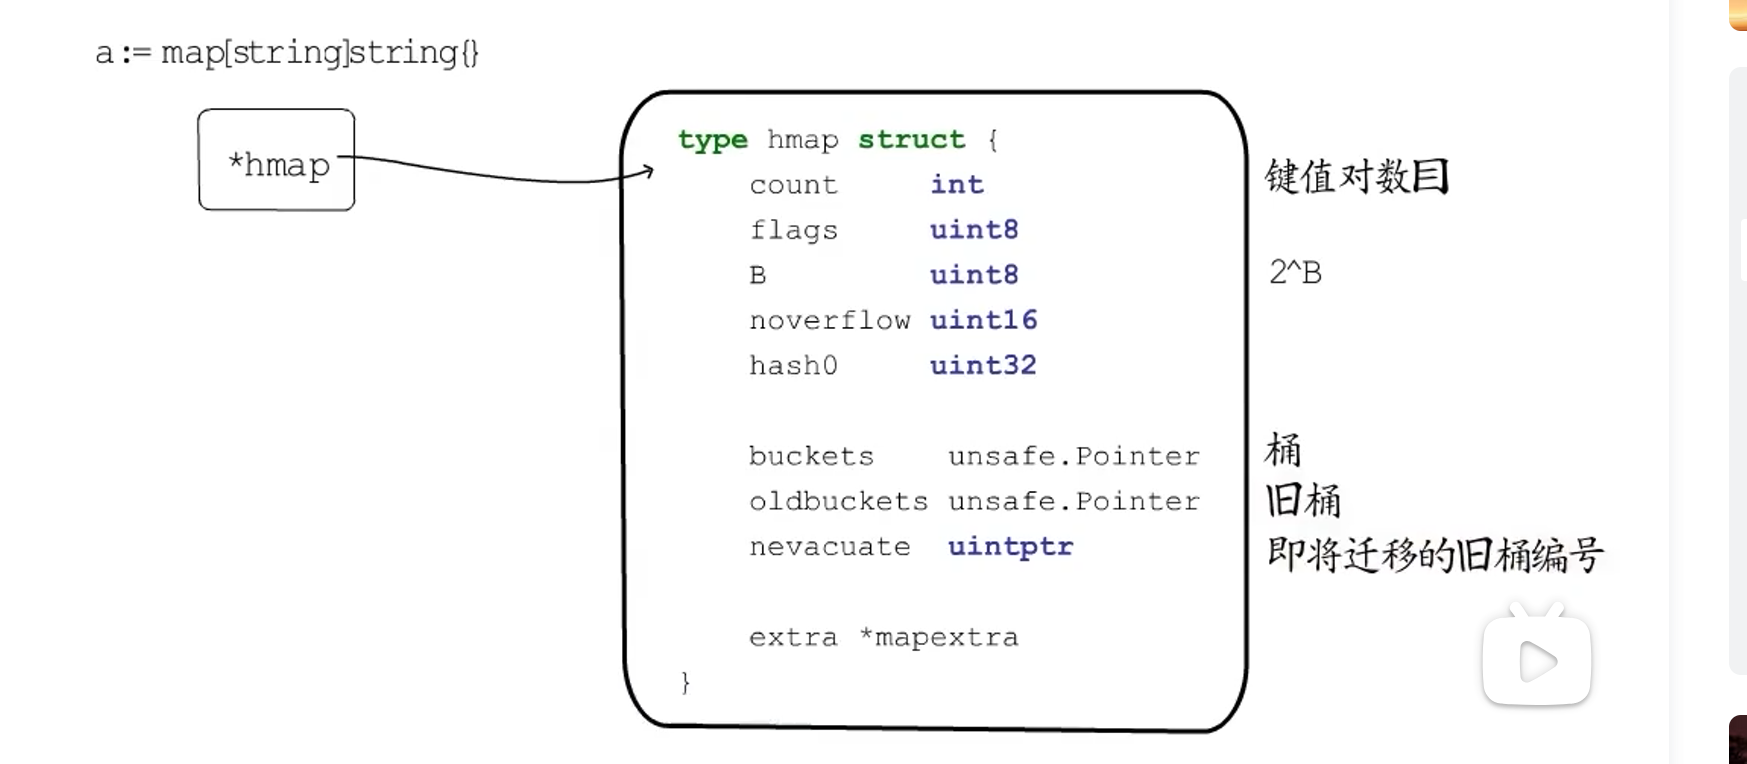 a := map[string]string{}
*hmap
type hmap struct {
count int 键值对数目
flags uint8
B uint8 2^B
noverflow uint16
hash0 uint32
buckets unsafe.Pointer 桶
oldbuckets unsafe.Pointer 旧桶
nevacuate uintptr 即将迁移的旧桶编号
extra *mapextra
}